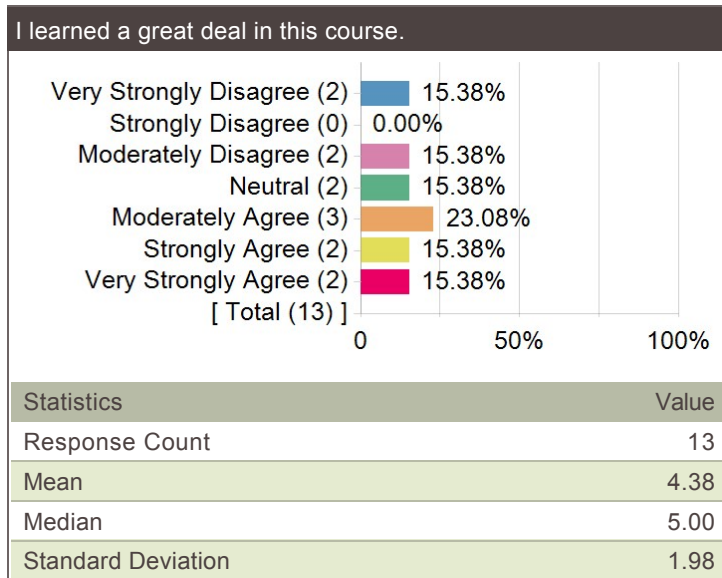 I learned a great deal in this course.
Very Strongly Disagree (2) 15.38%
Strongly Disagree (0) 0.00%
Moderately Disagree (2) 15.38%
Neutral (2) 15.38%
Moderately Agree (3) 23.08%
Strongly Agree (2) 15.38%
Very Strongly Agree (2) 15.38%
[ Total (13) ]
0 50% 100%
Statistics Value
Response Count 13
Mean 4.38
Median 5.00
Standard Deviation 1.98